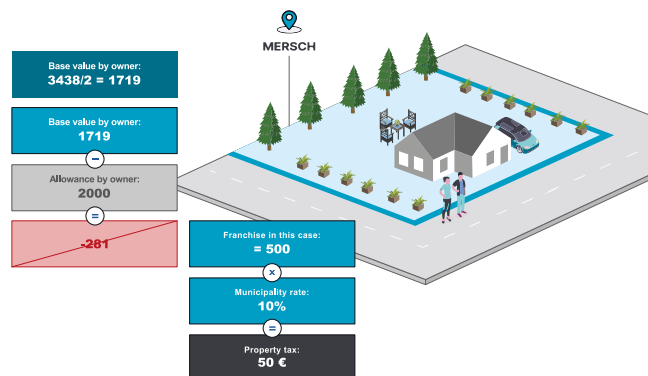 MERSCH
Base value by owner:
3438/2 = 1719
Base value by owner:
1719
−
Allowance by owner:
2000
=
-281
Franchise in this case:
= 500
x
Municipality rate:
10%
=
Property tax:
50 €